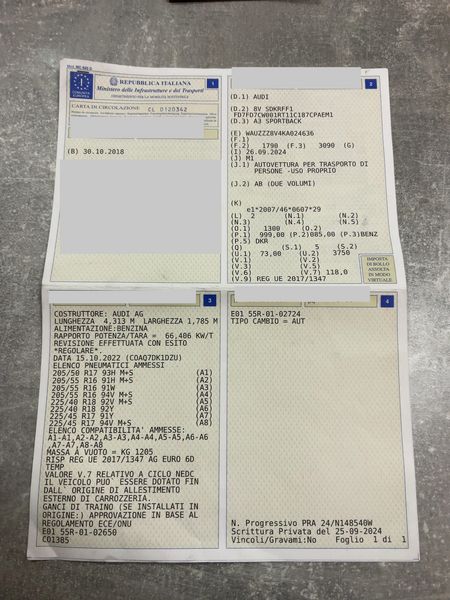 Mod. MC 820 D
REPUBBLICA ITALIANA
Ministero delle Infrastrutture e dei Trasporti
DIPARTIMENTO PER LA MOBILITÀ SOSTENIBILE
1
CARTA DI CIRCOLAZIONE CL 0120342
(B) 30.10.2018
2
(D.1) AUDI
(D.2) 8V SDKRFF1
FD7FD7CW001RT11C187CPAEM1
(D.3) A3 SPORTBACK
(E) WAUZZZ8V4KA024636
(F.1)
(F.2) 1790 (F.3) 3090 (G)
(I) 26.09.2024
(J) M1
(J.1) AUTOVETTURA PER TRASPORTO DI
PERSONE -USO PROPRIO
(J.2) AB (DUE VOLUMI)
(K)
e1*2007/46*0607*29
(L) 2 (N.1) (N.2)
(N.3) (N.4) (N.5)
(O.1) 1300 (O.2)
(P.1) 999,00 (P.2)085,00 (P.3)BENZ
(P.5) DKR
(Q) (S.1) 5 (S.2)
(U.1) 73,00 (U.2) 3750
(V.1) (V.2)
(V.3) (V.5)
(V.6) (V.7) 118,0
(V.9) REG UE 2017/1347
IMPOSTA
DI BOLLO
ASSOLTA
IN MODO
VIRTUALE
3
COSTRUTTORE: AUDI AG
LUNGHEZZA 4,313 M LARGHEZZA 1,785 M
ALIMENTAZIONE:BENZINA
RAPPORTO POTENZA/TARA = 66,406 KW/T
REVISIONE EFFETTUATA CON ESITO
*REGOLARE*.
DATA 15.10.2022 (COAQ7DK1DZU)
ELENCO PNEUMATICI AMMESSI
205/50 R17 93H M+S (A1)
205/55 R16 91H M+S (A2)
205/55 R16 91W (A3)
205/55 R16 94V M+S (A4)
225/40 R18 92V M+S (A5)
225/40 R18 92Y (A6)
225/45 R17 91Y (A7)
225/45 R17 94V M+S (A8)
ELENCO COMPATIBILITA' AMMESSE:
A1-A1,A2-A2,A3-A3,A4-A4,A5-A5,A6-A6
,A7-A7,A8-A8
MASSA A VUOTO = KG 1205
RISP REG UE 2017/1347 AG EURO 6D
TEMP
VALORE V.7 RELATIVO A CICLO NEDC
IL VEICOLO PUO` ESSERE DOTATO FIN
DALL` ORIGINE DI ALLESTIMENTO
ESTERNO DI CARROZZERIA.
GANCI DI TRAINO (SE INSTALLATI IN
ORIGINE:) APPROVAZIONE IN BASE AL
REGOLAMENTO ECE/ONU
E01 55R-01-02650
C01385
4
E01 55R-01-02724
TIPO CAMBIO = AUT
N. Progressivo PRA 24/N148540W
Scrittura Privata del 25-09-2024
Vincoli/Gravami:No Foglio 1 di 1